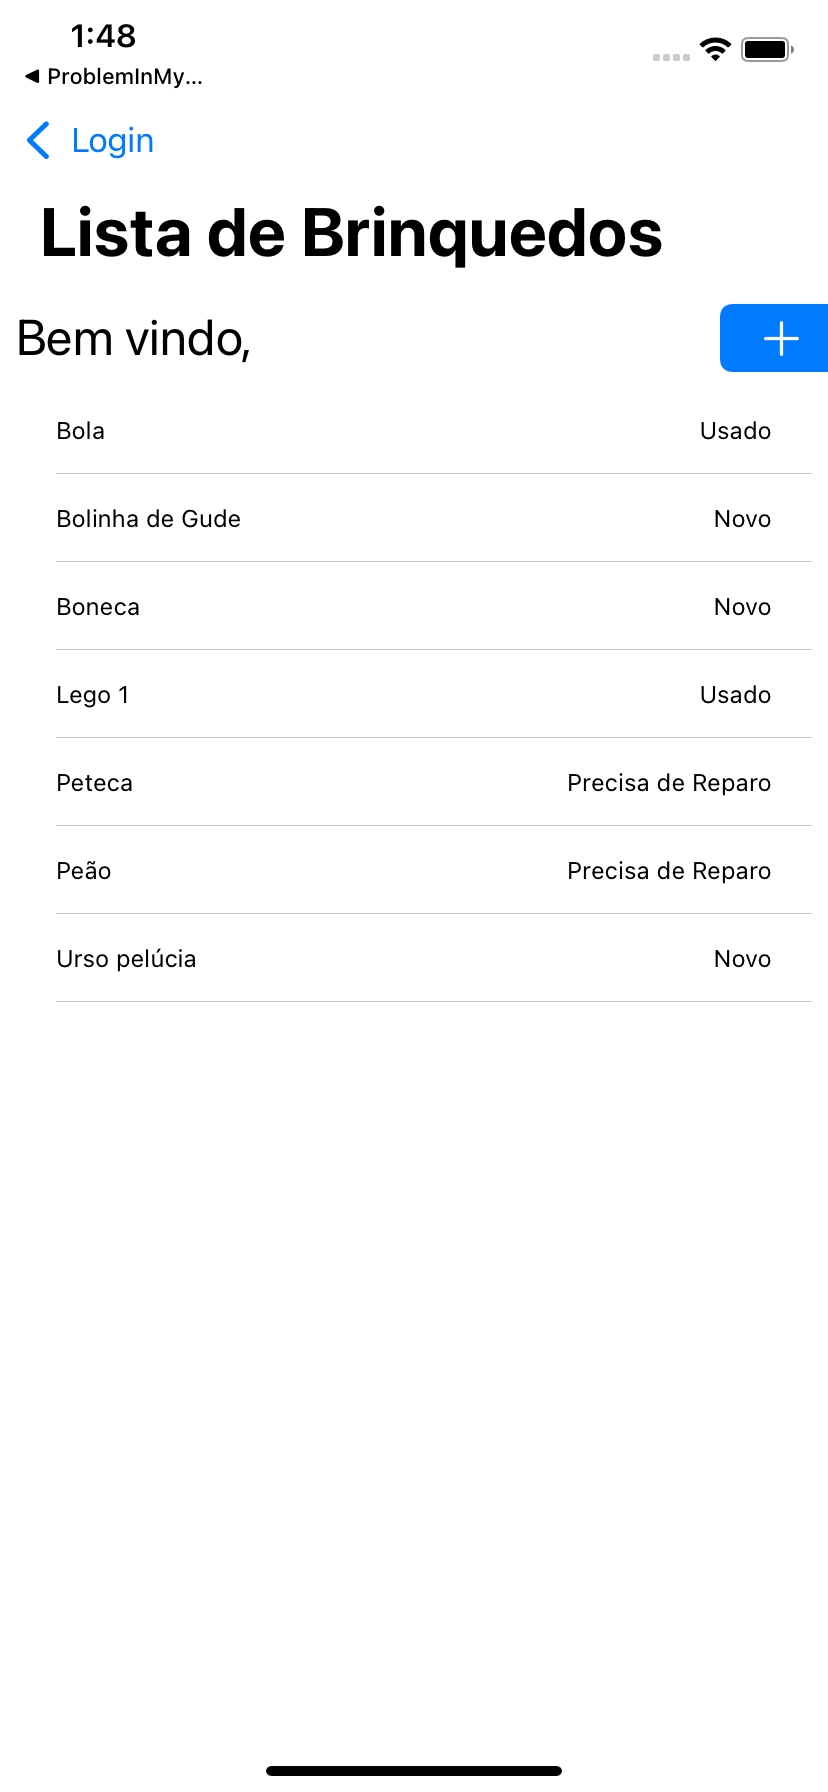 1:48
◀ ProblemInMy...
Login
Lista de Brinquedos
Bem vindo,
Bola Usado
Bolinha de Gude Novo
Boneca Novo
Lego 1 Usado
Peteca Precisa de Reparo
Peão Precisa de Reparo
Urso pelúcia Novo